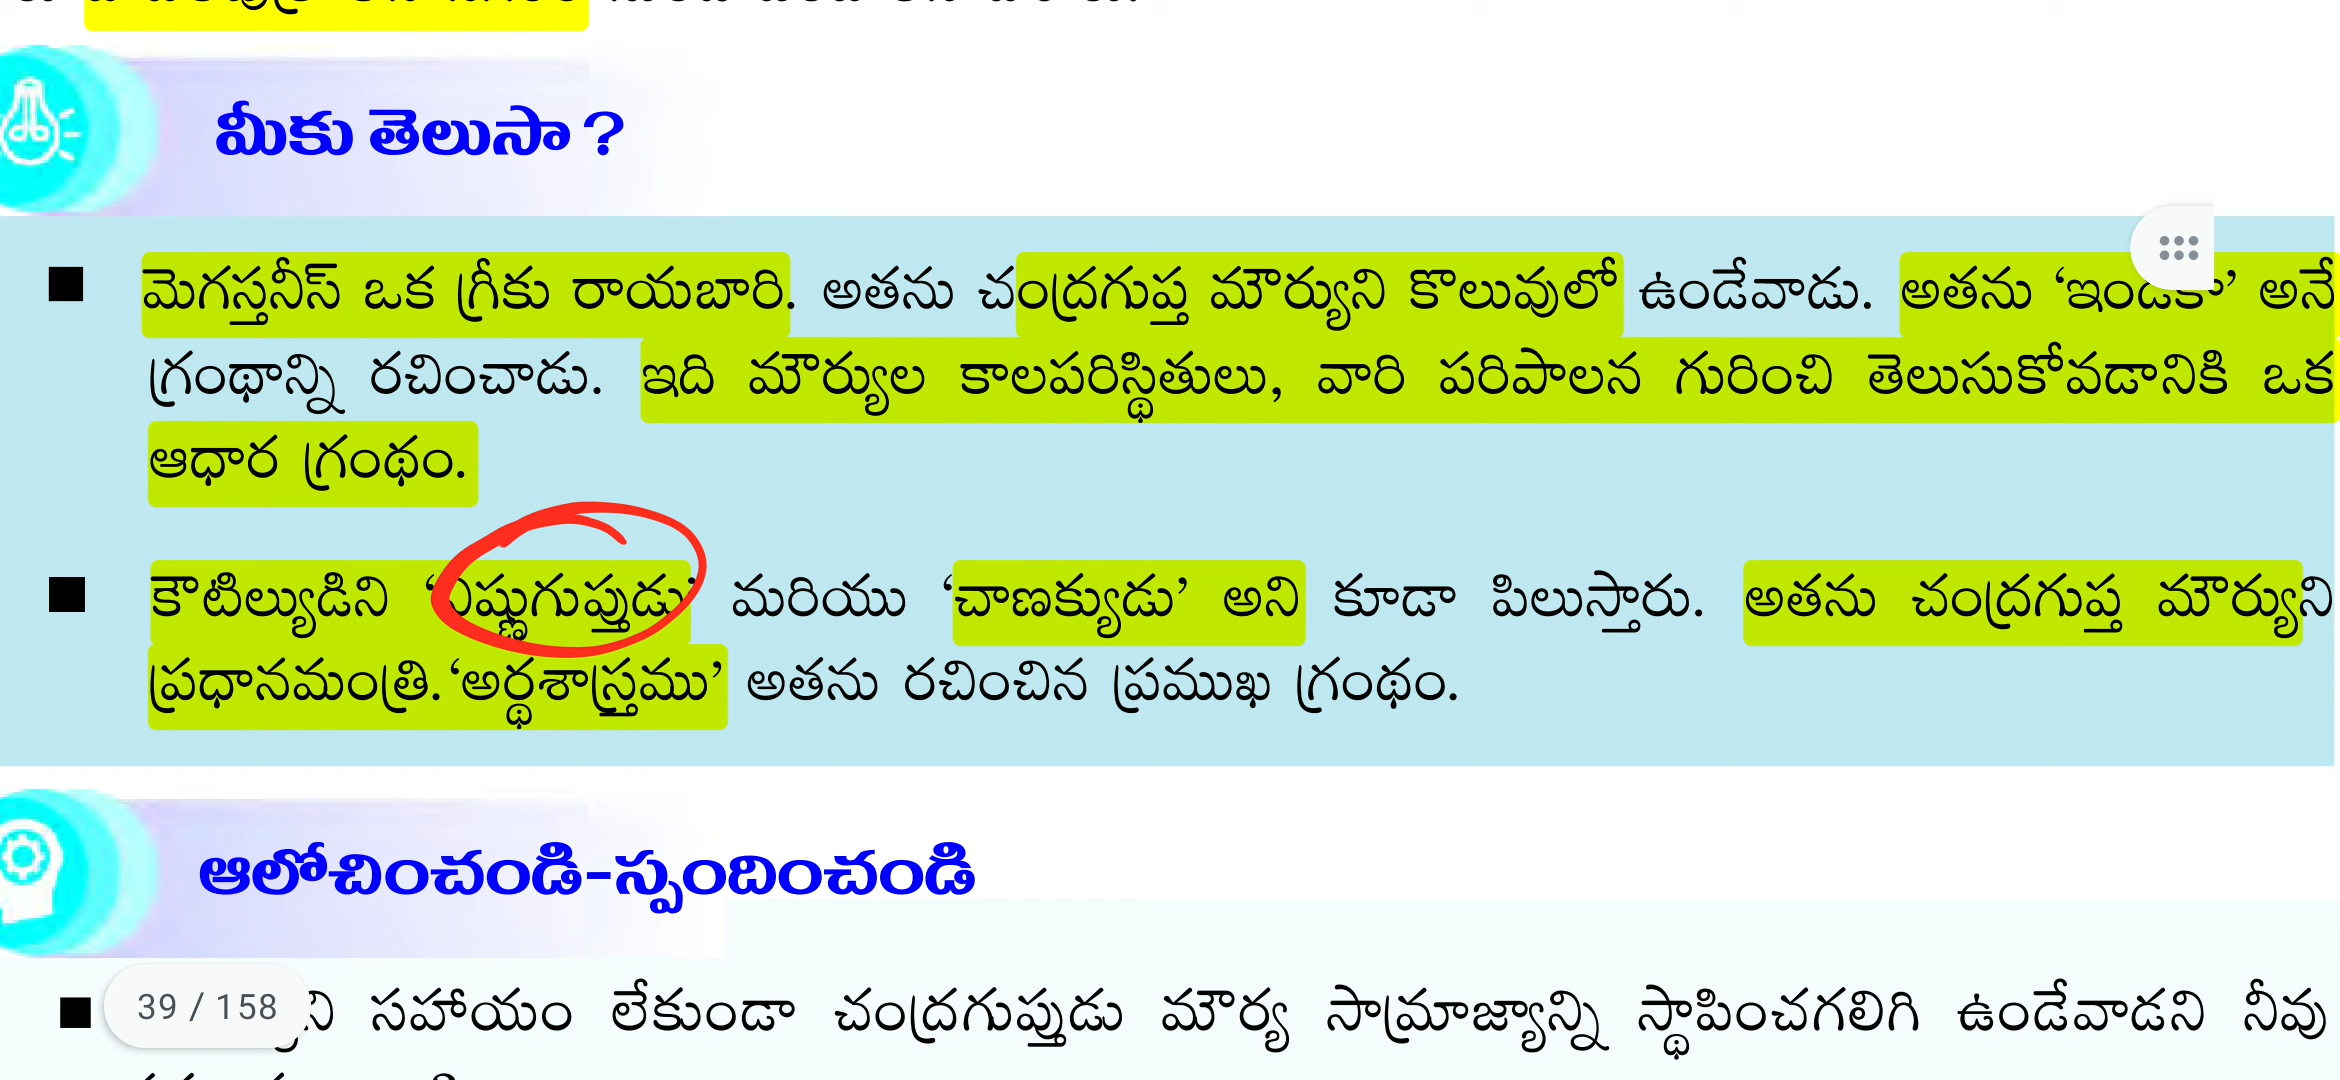 మీకు తెలుసా ?
■ మెగస్తనీస్ ఒక గ్రీకు రాయబారి. అతను చంద్రగుప్త మౌర్యుని కొలువులో ఉండేవాడు. అతను ‘ఇండికా’ అనే
గ్రంథాన్ని రచించాడు. ఇది మౌర్యుల కాలపరిస్థితులు, వారి పరిపాలన గురించి తెలుసుకోవడానికి ఒక
ఆధార గ్రంథం.
■ కౌటిల్యుడిని ‘విష్ణుగుప్తుడు’ మరియు ‘చాణక్యుడు’ అని కూడా పిలుస్తారు. అతను చంద్రగుప్త మౌర్యుని
ప్రధానమంత్రి.‘అర్థశాస్త్రము’ అతను రచించిన ప్రముఖ గ్రంథం.
ఆలోచించండి-స్పందించండి
■ 39 / 158 సహాయం లేకుండా చంద్రగుప్తుడు మౌర్య సామ్రాజ్యాన్ని స్థాపించగలిగి ఉండేవాడని నీవు